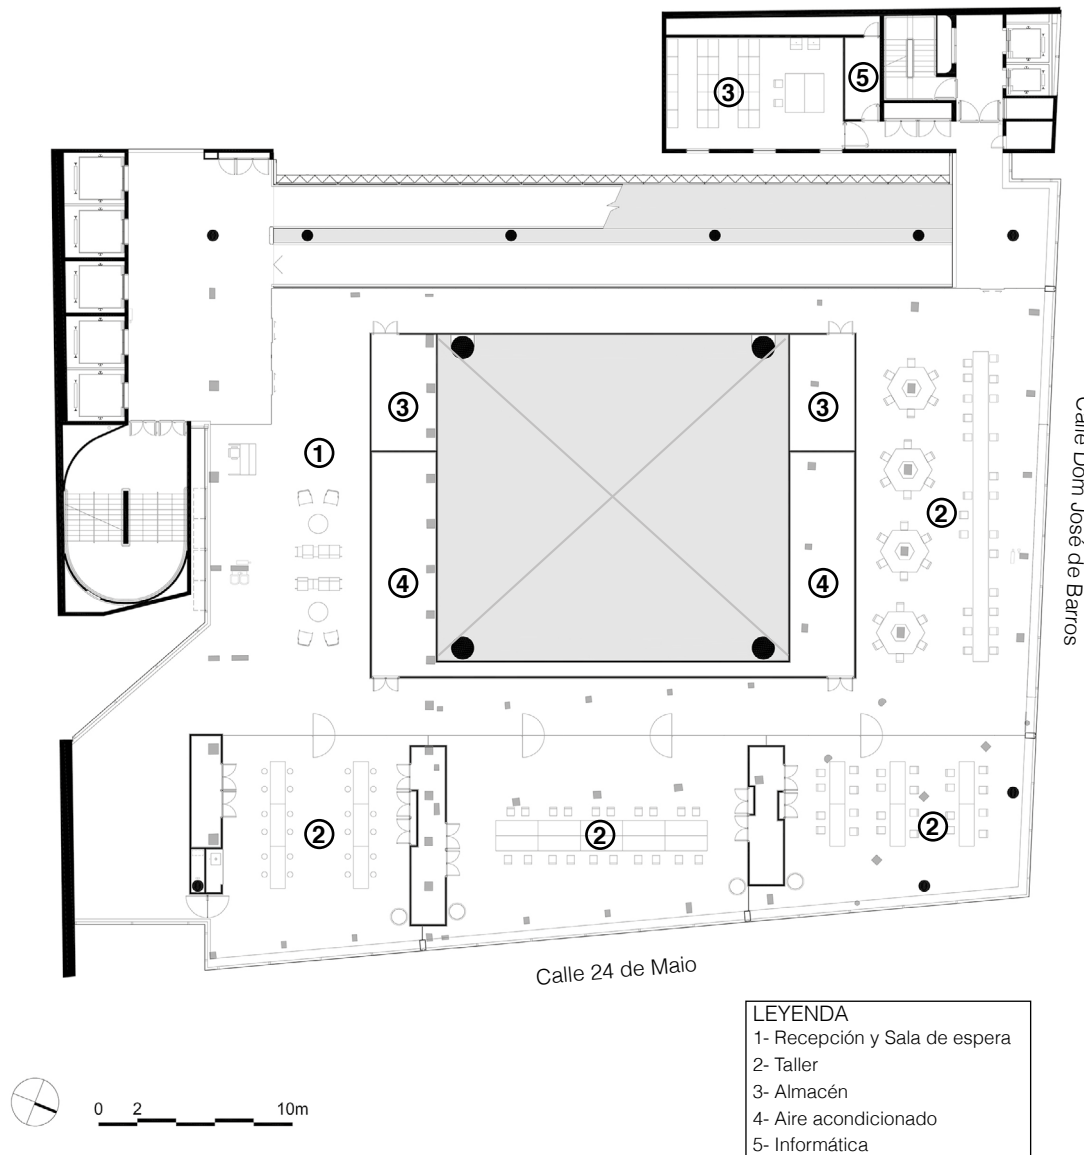 3
5
3
3
1
2
4
4
2
2
2
Calle Dom José de Barros
Calle 24 de Maio
LEYENDA
1- Recepción y Sala de espera
2- Taller
3- Almacén
4- Aire acondicionado
5- Informática
0 2 10m